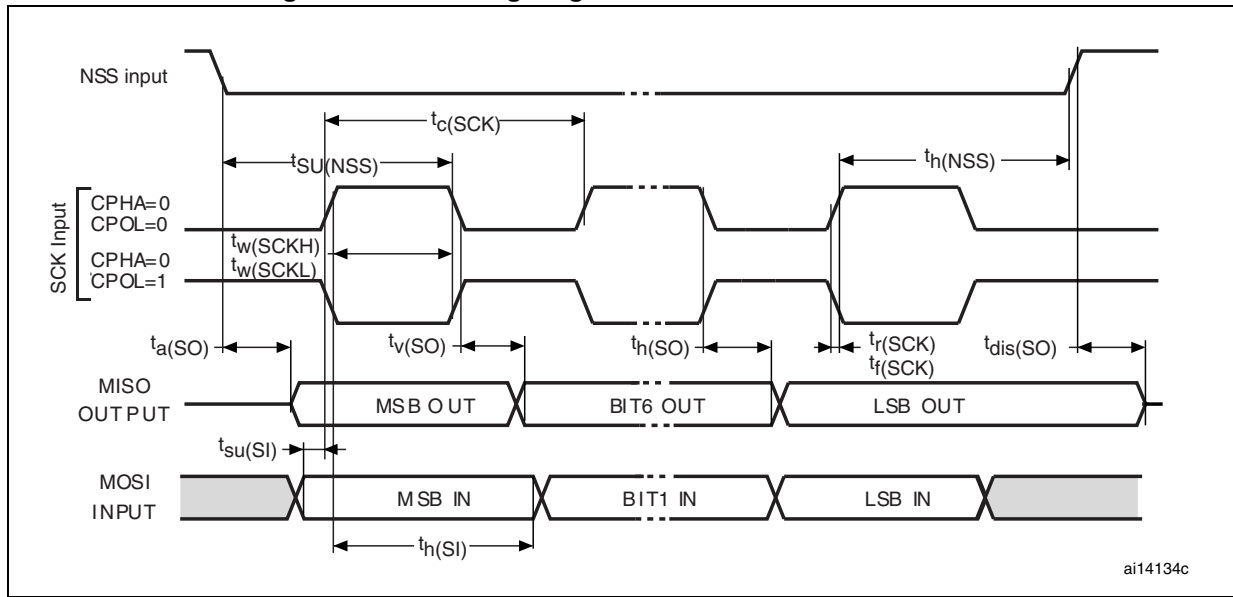 NSS input
tc(SCK)
tSU(NSS)
th(NSS)
SCK Input
CPHA=0
CPOL=0
tw(SCKH)
CPHA=0
tw(SCKL)
CPOL=1
ta(SO)
tv(SO)
th(SO)
tr(SCK)
tf(SCK)
tdis(SO)
MISO
OUTPUT
MSB OUT
BIT6 OUT
LSB OUT
tsu(SI)
MOSI
INPUT
MSB IN
BIT1 IN
LSB IN
th(SI)
ai14134c